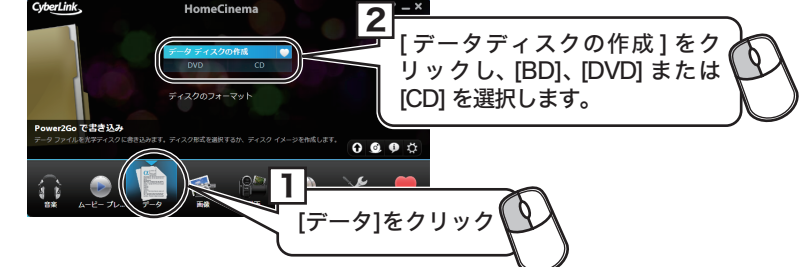 CyberLink
HomeCinema
データ ディスクの作成
DVD CD
ディスクのフォーマット
Power2Go で書き込み
データ ファイルを光学ディスクに書き込みます。ディスク形式を選択するか、ディスク イメージを作成します。
音楽 ムービー プレ... データ 画像
2
[データディスクの作成]をク
リックし、[BD]、[DVD] または
[CD] を選択します。
1
[データ]をクリック